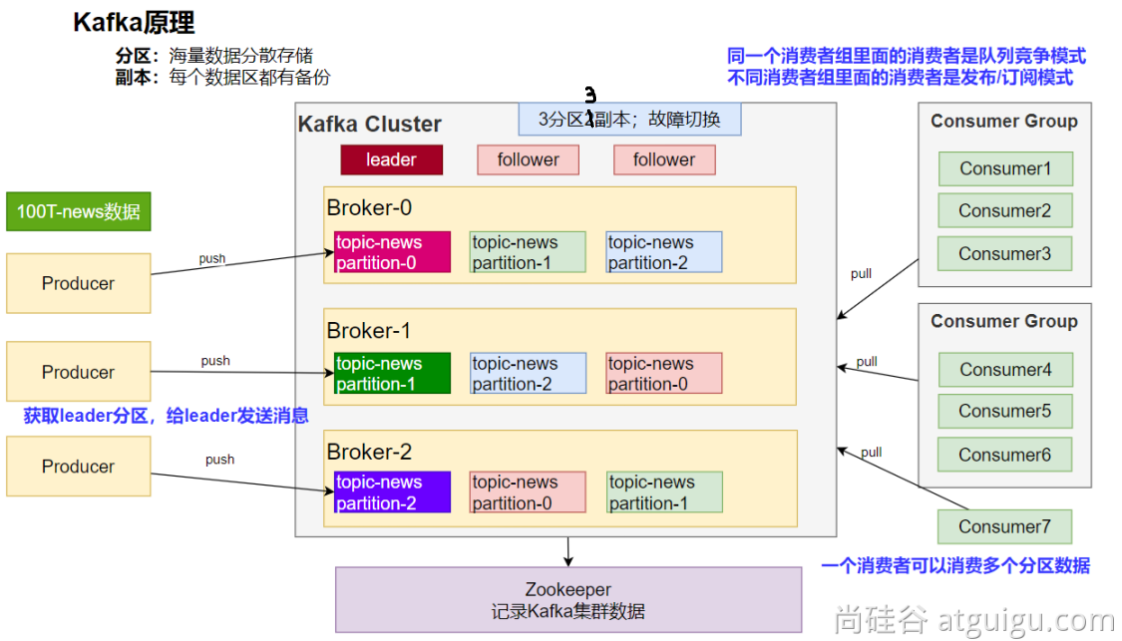 Kafka原理
分区：海量数据分散存储
副本：每个数据区都有备份
同一个消费者组里面的消费者是队列竞争模式
不同消费者组里面的消费者是发布/订阅模式
3
Kafka Cluster
3分区副本；故障切换
leader
follower
follower
100T-news数据
Producer
push
Broker-0
topic-news
partition-0
topic-news
partition-1
topic-news
partition-2
Producer
push
Broker-1
topic-news
partition-1
topic-news
partition-2
topic-news
partition-0
获取leader分区，给leader发送消息
Producer
push
Broker-2
topic-news
partition-2
topic-news
partition-0
topic-news
partition-1
Consumer Group
Consumer1
Consumer2
Consumer3
pull
Consumer Group
Consumer4
Consumer5
Consumer6
pull
pull
Consumer7
一个消费者可以消费多个分区数据
Zookeeper
记录Kafka集群数据
尚硅谷 atguigu.com